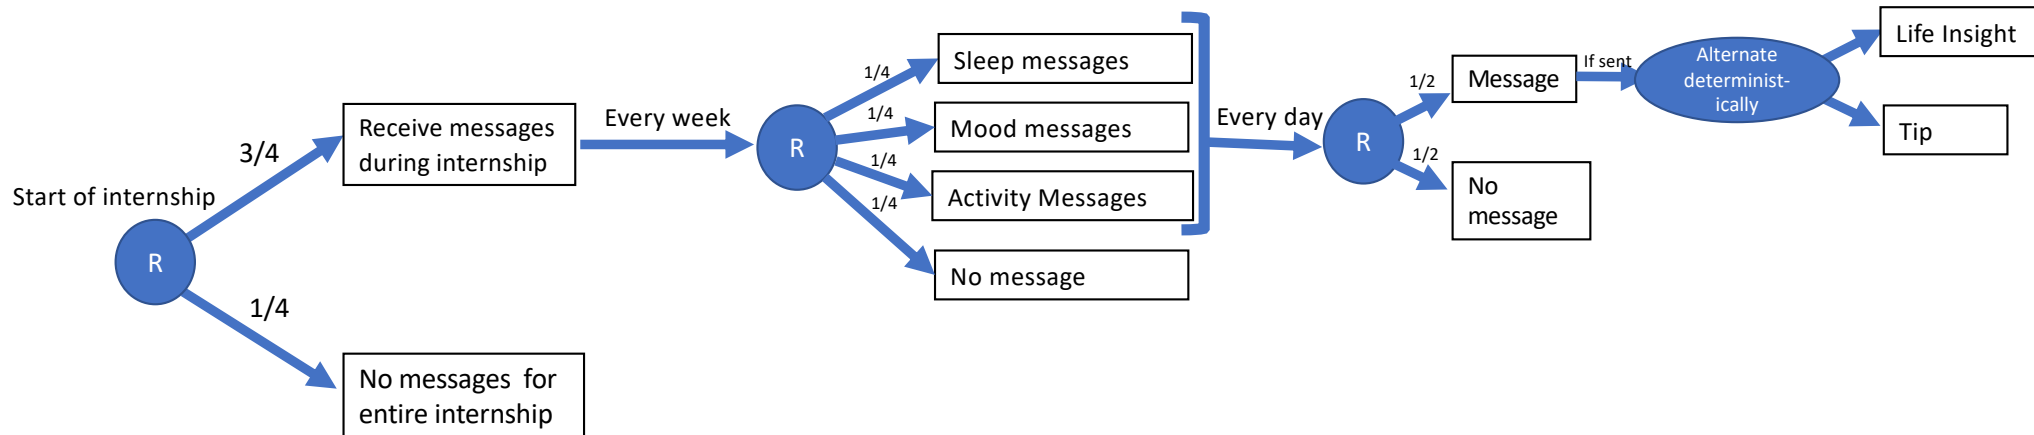 Start of internship
R
3/4
1/4
Receive messages
during internship
No messages for
entire internship
Every week
R
1/4
1/4
1/4
1/4
Sleep messages
Mood messages
Activity Messages
No message
Every day
R
1/2
1/2
Message
No
message
If sent
Alternate
determinist-
ically
Life Insight
Tip